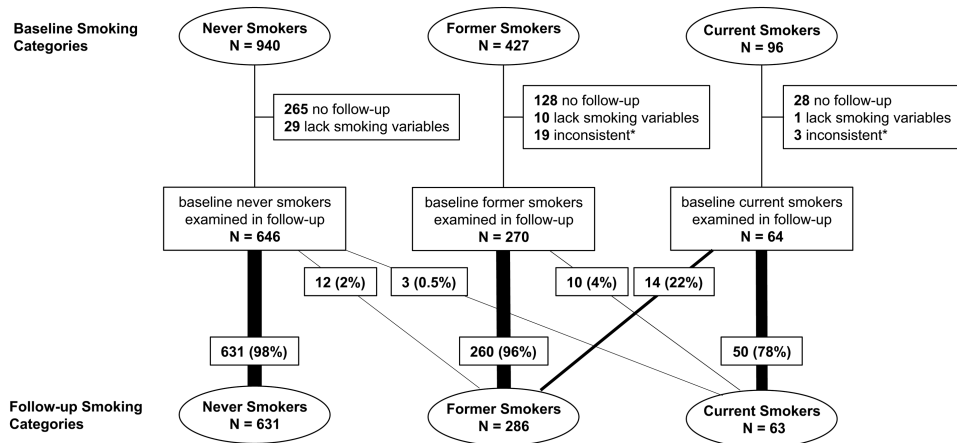 Baseline Smoking
Categories
Never Smokers
N = 940
Former Smokers
N = 427
Current Smokers
N = 96
265 no follow-up
29 lack smoking variables
128 no follow-up
10 lack smoking variables
19 inconsistent*
28 no follow-up
1 lack smoking variables
3 inconsistent*
baseline never smokers
examined in follow-up
N = 646
baseline former smokers
examined in follow-up
N = 270
baseline current smokers
examined in follow-up
N = 64
12 (2%)
3 (0.5%)
10 (4%)
14 (22%)
631 (98%)
260 (96%)
50 (78%)
Follow-up Smoking
Categories
Never Smokers
N = 631
Former Smokers
N = 286
Current Smokers
N = 63